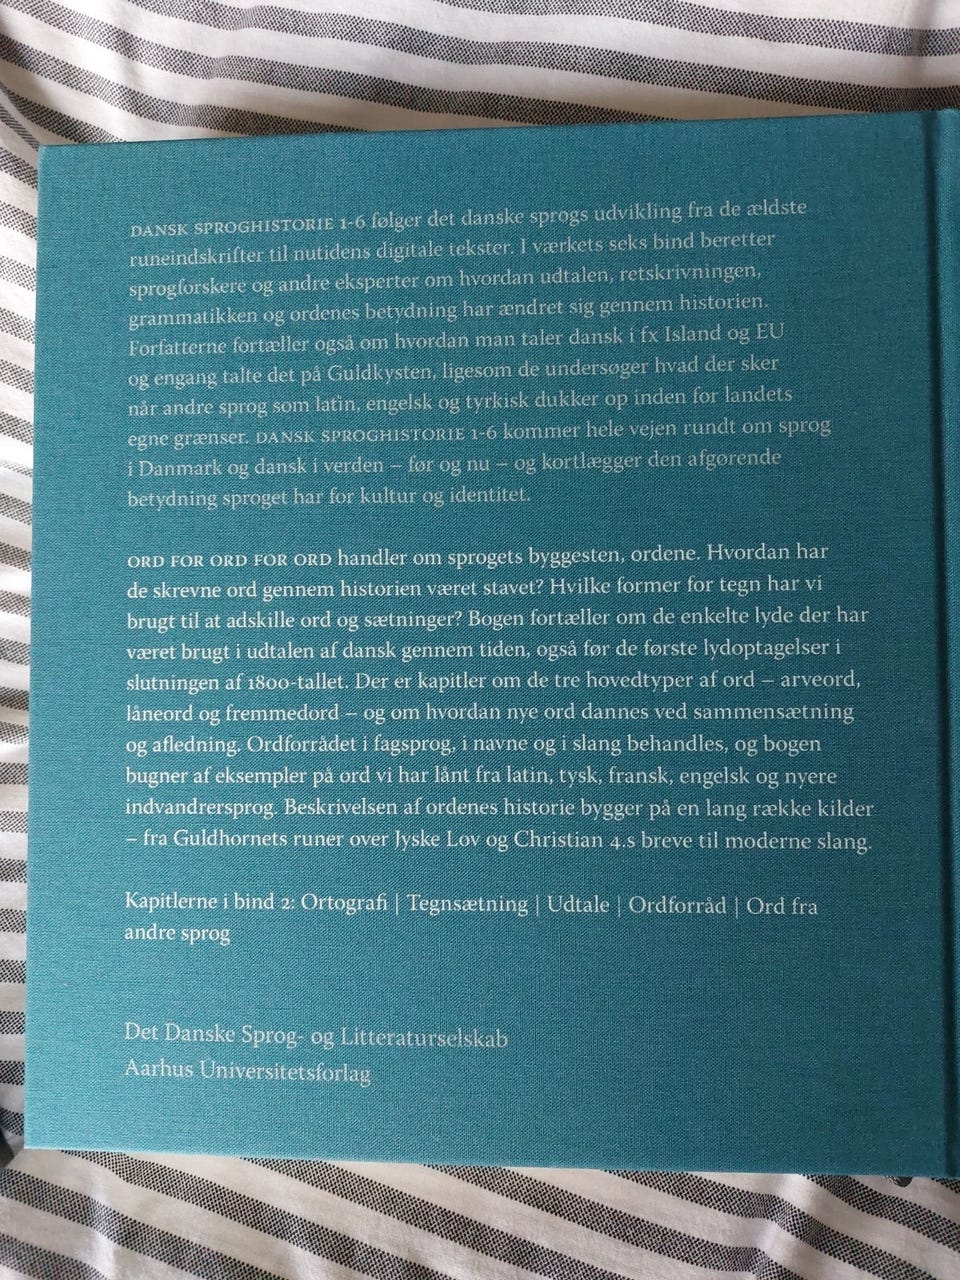 DANSK SPROGHISTORIE 1-6 følger det danske sprogs udvikling fra de ældste
runeindskrifter til nutidens digitale tekster. I værkets seks bind beretter
sprogforskere og andre eksperter om hvordan udtalen, retskrivningen,
grammatikken og ordenes betydning har ændret sig gennem historien.
Forfatterne fortæller også om hvordan man taler dansk i fx Island og EU
og engang talte det på Guldkysten, ligesom de undersøger hvad der sker
når andre sprog som latin, engelsk og tyrkisk dukker op inden for landets
egne grænser. DANSK SPROGHISTORIE 1-6 kommer hele vejen rundt om sprog
i Danmark og dansk i verden – før og nu – og kortlægger den afgørende
betydning sproget har for kultur og identitet.
ORD FOR ORD FOR ORD handler om sprogets byggesten, ordene. Hvordan har
de skrevne ord gennem historien været stavet? Hvilke former for tegn har vi
brugt til at adskille ord og sætninger? Bogen fortæller om de enkelte lyde der har
været brugt i udtalen af dansk gennem tiden, også før de første lydoptagelser i
slutningen af 1800-tallet. Der er kapitler om de tre hovedtyper af ord – arveord,
låneord og fremmedord – og om hvordan nye ord dannes ved sammensætning
og afledning. Ordforrådet i fagsprog, i navne og i slang behandles, og bogen
bugner af eksempler på ord vi har lånt fra latin, tysk, fransk, engelsk og nyere
indvandrersprog. Beskrivelsen af ordenes historie bygger på en lang række kilder
– fra Guldhornets runer over Jyske Lov og Christian 4.s breve til moderne slang.
Kapitlerne i bind 2: Ortografi | Tegnsætning | Udtale | Ordforråd | Ord fra
andre sprog
Det Danske Sprog- og Litteraturselskab
Aarhus Universitetsforlag